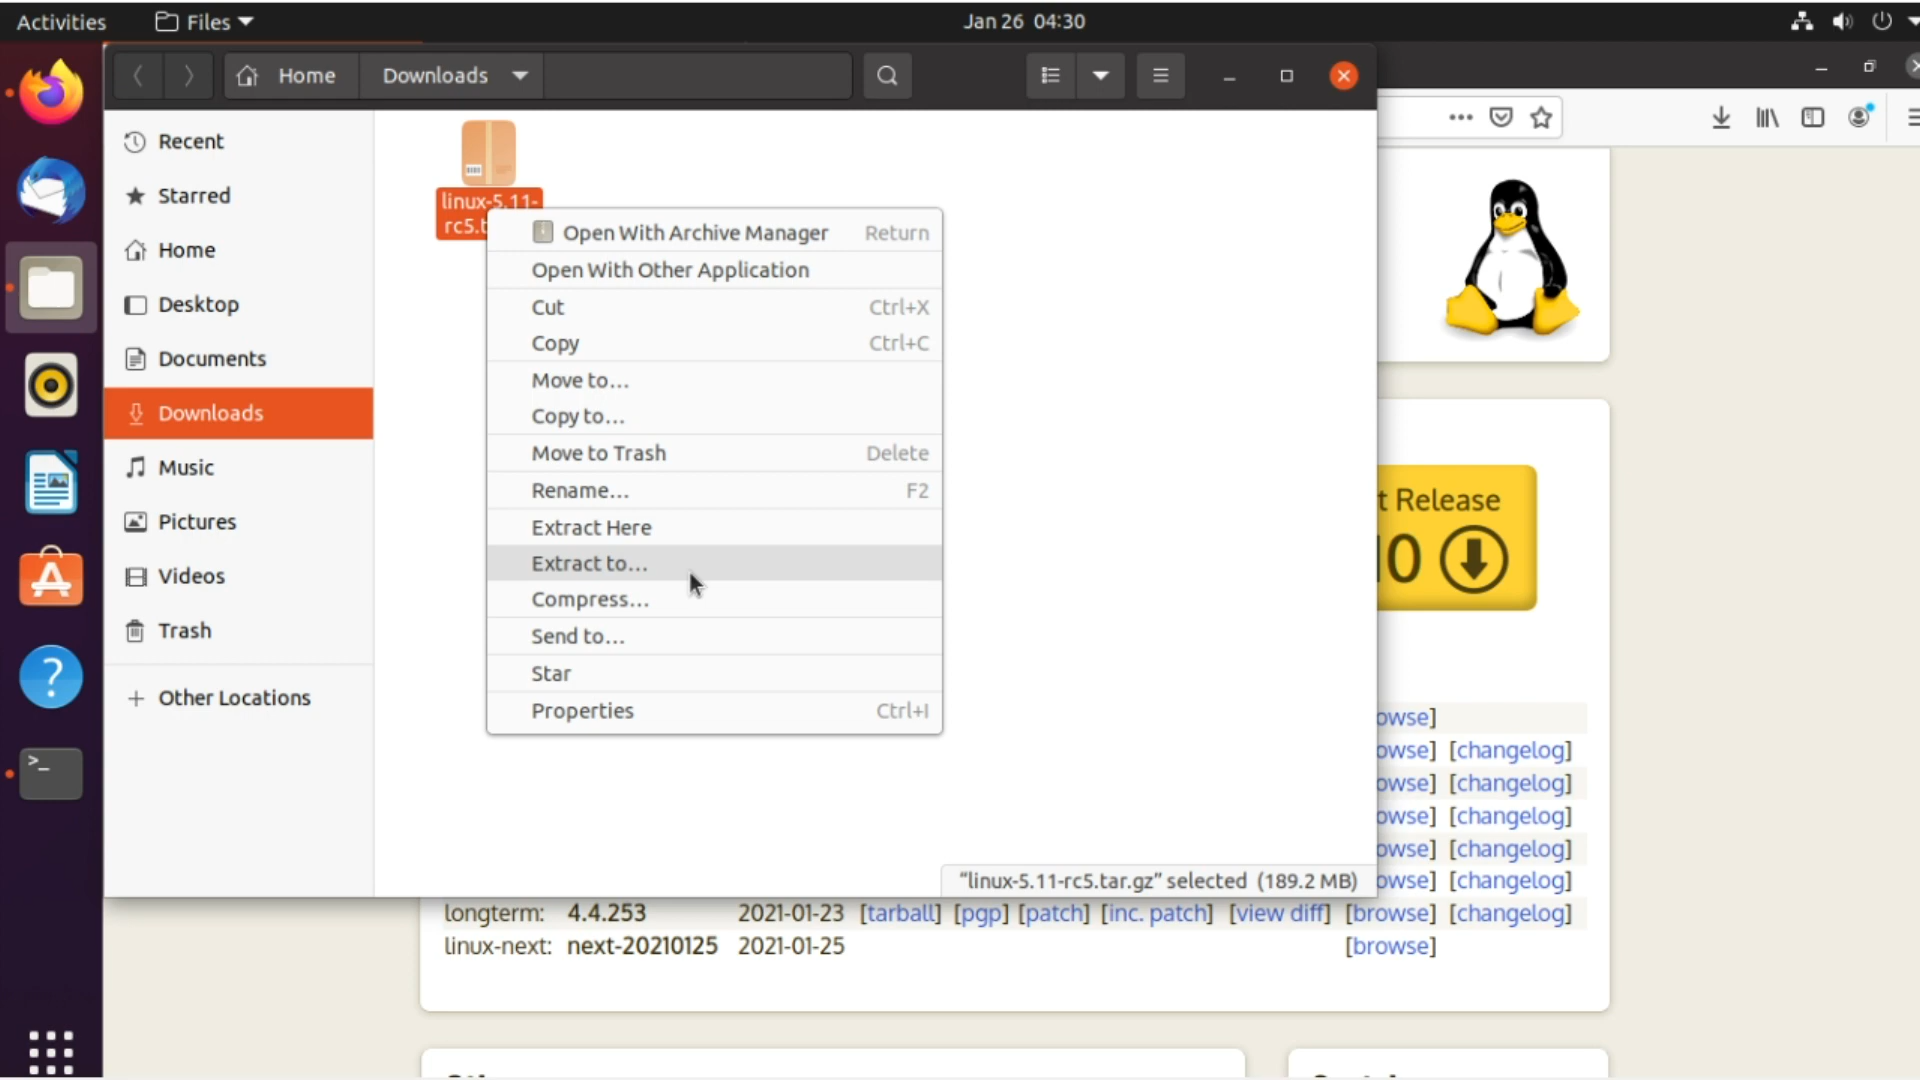 Activities Files Jan 26 04:30
Home Downloads
Recent
Starred
Home
Desktop
Documents
Downloads
Music
Pictures
Videos
Trash
Other Locations
linux-5.11-
rc5.t
Open With Archive Manager Return
Open With Other Application
Cut Ctrl+X
Copy Ctrl+C
Move to…
Copy to…
Move to Trash Delete
Rename… F2
Extract Here
Extract to…
Compress…
Send to…
Star
Properties Ctrl+I
"linux-5.11-rc5.tar.gz" selected (189.2 MB)
t Release
10
owse]
owse] [changelog]
owse] [changelog]
owse] [changelog]
owse] [changelog]
owse] [changelog]
longterm: 4.4.253 2021-01-23 [tarball] [pgp] [patch] [inc. patch] [view diff] [browse] [changelog]
linux-next: next-20210125 2021-01-25 [browse]